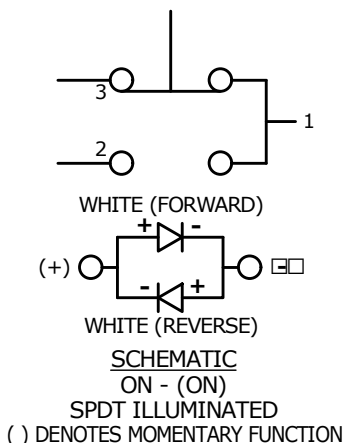 3
1
2
WHITE (FORWARD)
+ -
(+)
- +
WHITE (REVERSE)
SCHEMATIC
ON - (ON)
SPDT ILLUMINATED
( ) DENOTES MOMENTARY FUNCTION